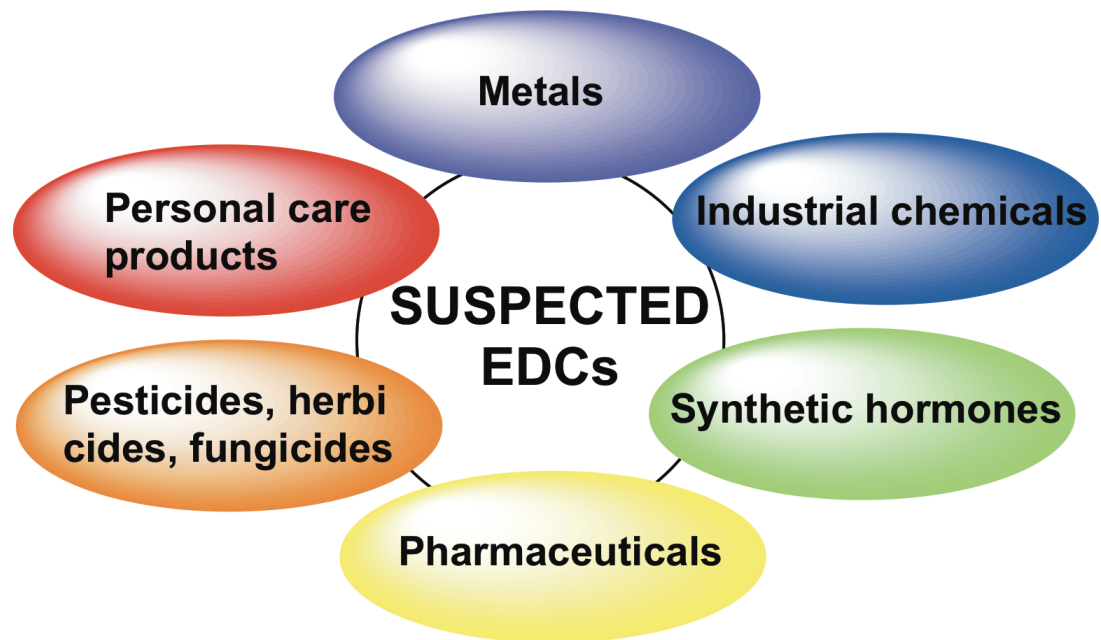 Metals
Personal care
products
Industrial chemicals
SUSPECTED
EDCs
Pesticides, herbi
cides, fungicides
Synthetic hormones
Pharmaceuticals